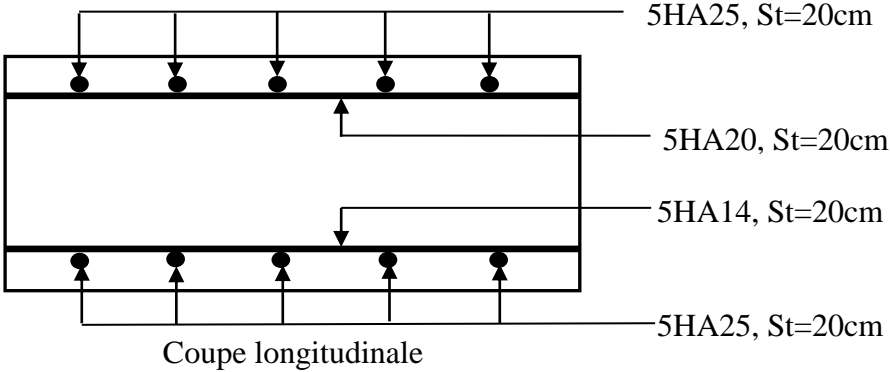 5HA25, St=20cm
5HA20, St=20cm
5HA14, St=20cm
5HA25, St=20cm
Coupe longitudinale